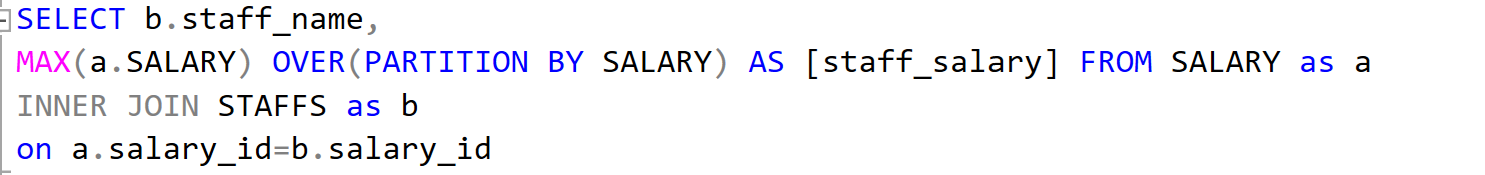 SELECT b.staff_name,
MAX(a.SALARY) OVER(PARTITION BY SALARY) AS [staff_salary] FROM SALARY as a
INNER JOIN STAFFS as b
on a.salary_id=b.salary_id